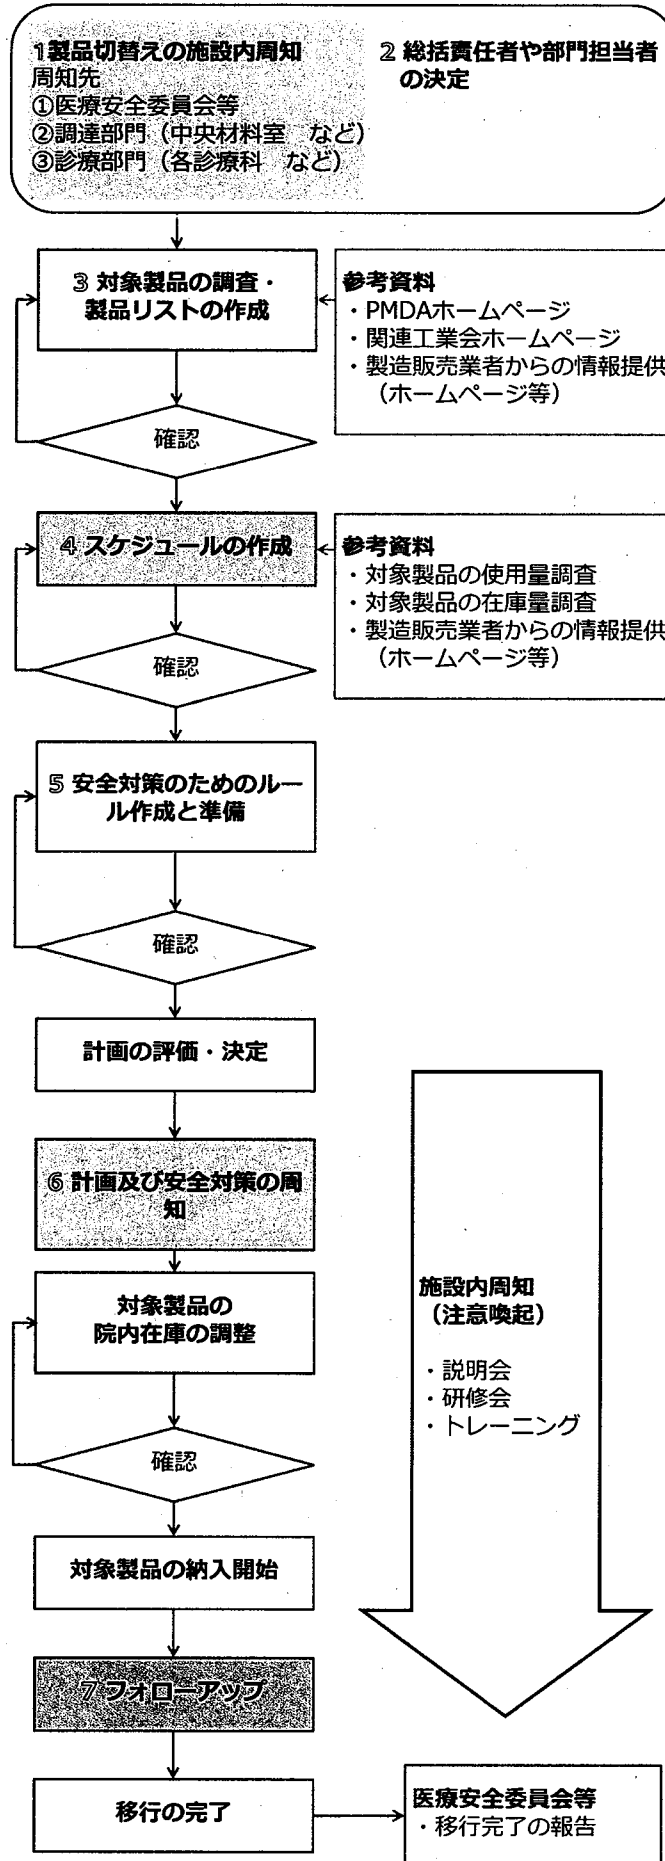 1製品切替えの施設内周知
周知先
①医療安全委員会等
②調達部門（中央材料室　など）
③診療部門（各診療科　など）
2 総括責任者や部門担当者
の決定
3 対象製品の調査・
製品リストの作成
参考資料
・PMDAホームページ
・関連工業会ホームページ
・製造販売業者からの情報提供
（ホームページ等）
確認
4 スケジュールの作成
参考資料
・対象製品の使用量調査
・対象製品の在庫量調査
・製造販売業者からの情報提供
（ホームページ等）
確認
5 安全対策のためのルー
ル作成と準備
確認
計画の評価・決定
6 計画及び安全対策の周
知
対象製品の
院内在庫の調整
確認
対象製品の納入開始
施設内周知
（注意喚起）
・説明会
・研修会
・トレーニング
7 フォローアップ
移行の完了
医療安全委員会等
・移行完了の報告